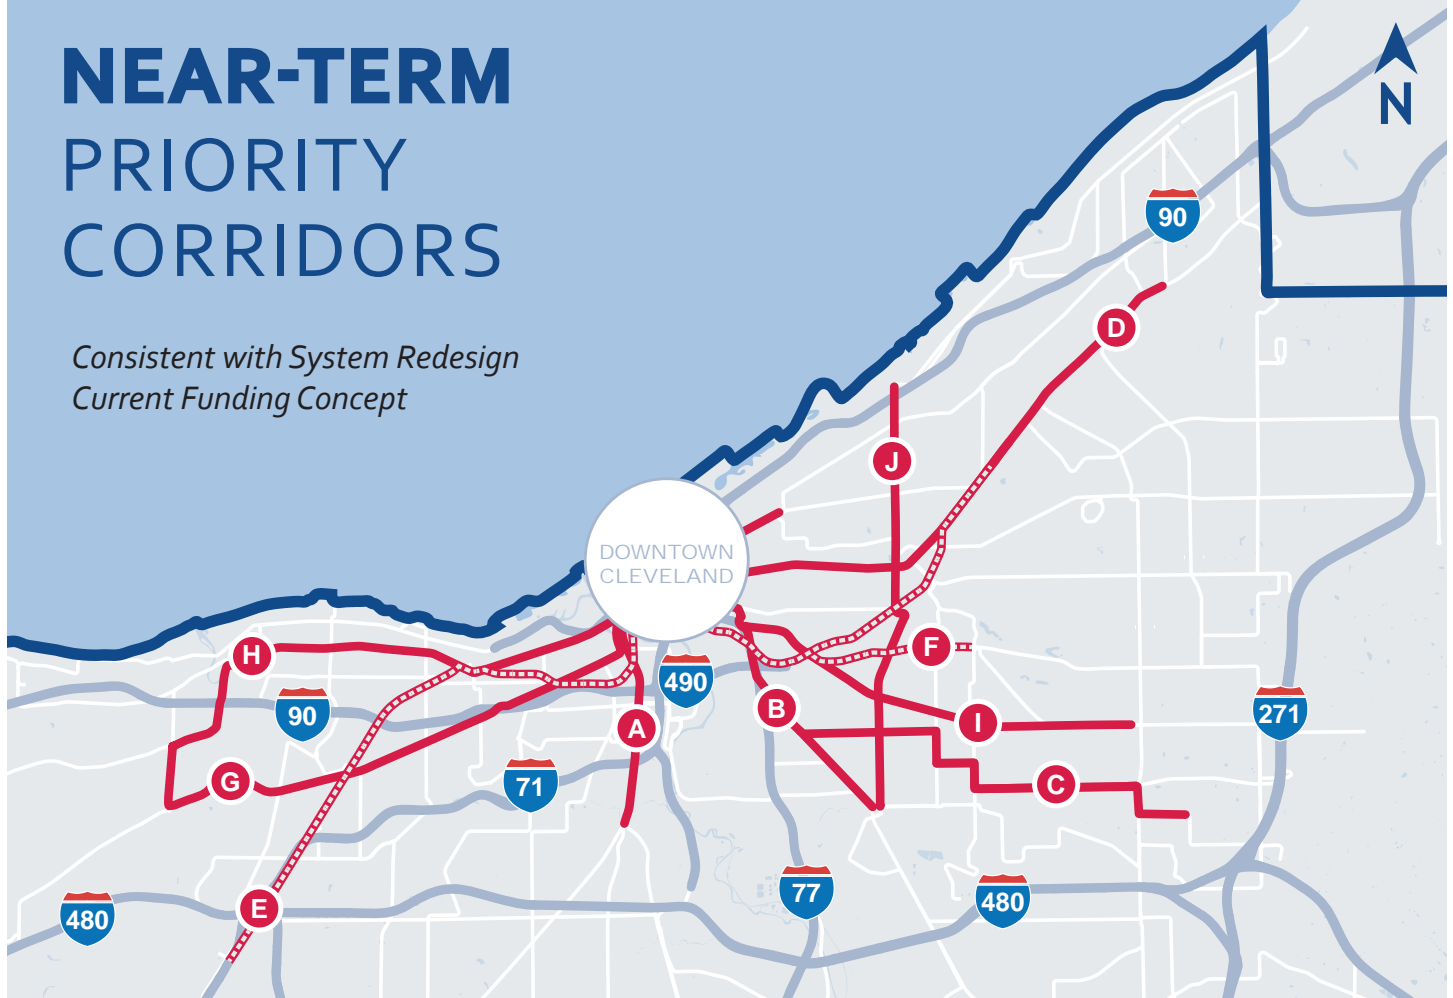 NEAR-TERM
PRIORITY
CORRIDORS
Consistent with System Redesign
Current Funding Concept
N
90
D
J
DOWNTOWN
CLEVELAND
H
F
490
90
A
B
I
271
G
71
C
E
480
77
480